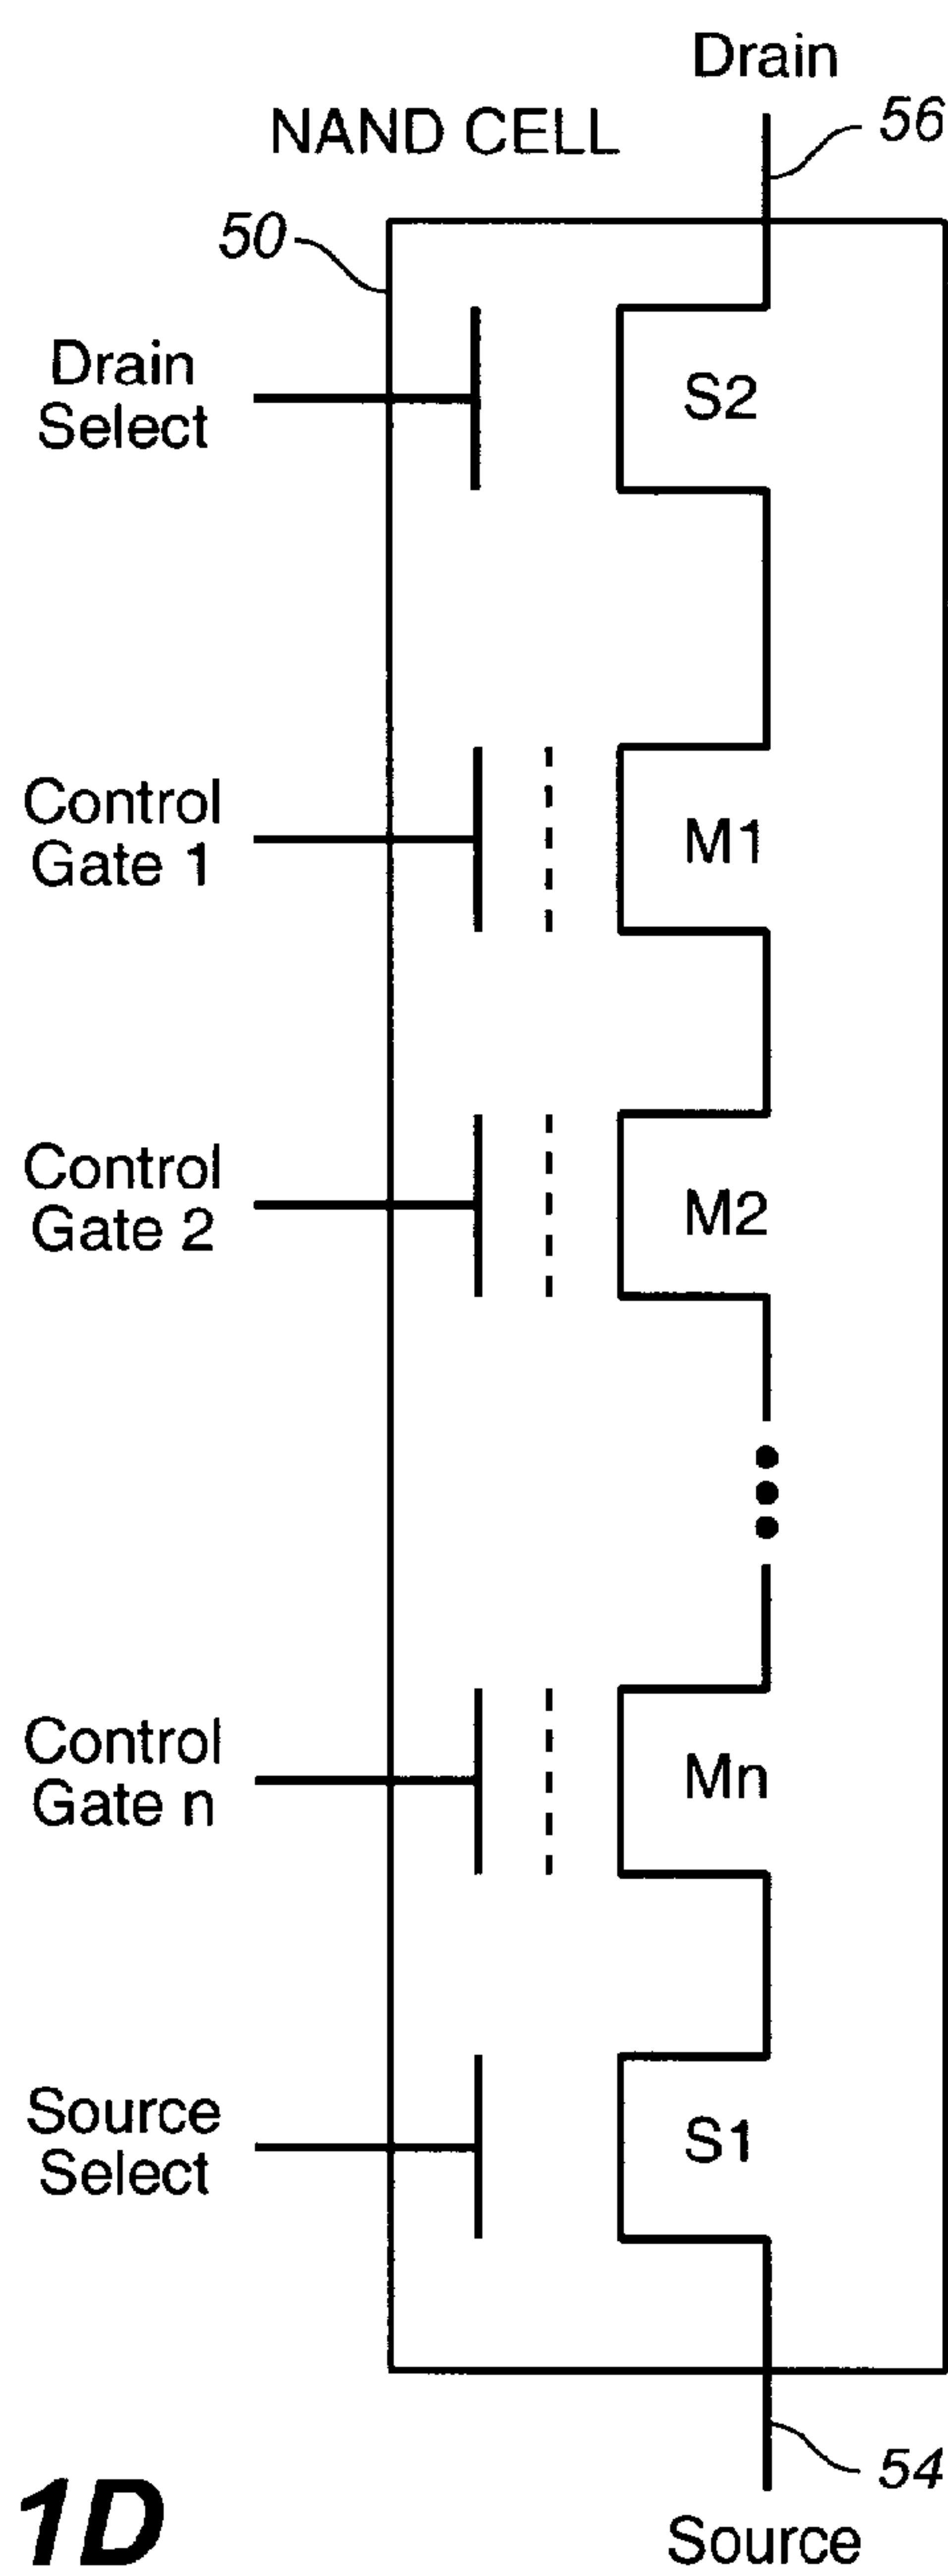 Drain
56
NAND CELL
50
Drain
Select
S2
Control
Gate 1
M1
Control
Gate 2
M2
Control
Gate n
Mn
Source
Select
S1
54
Source
1D